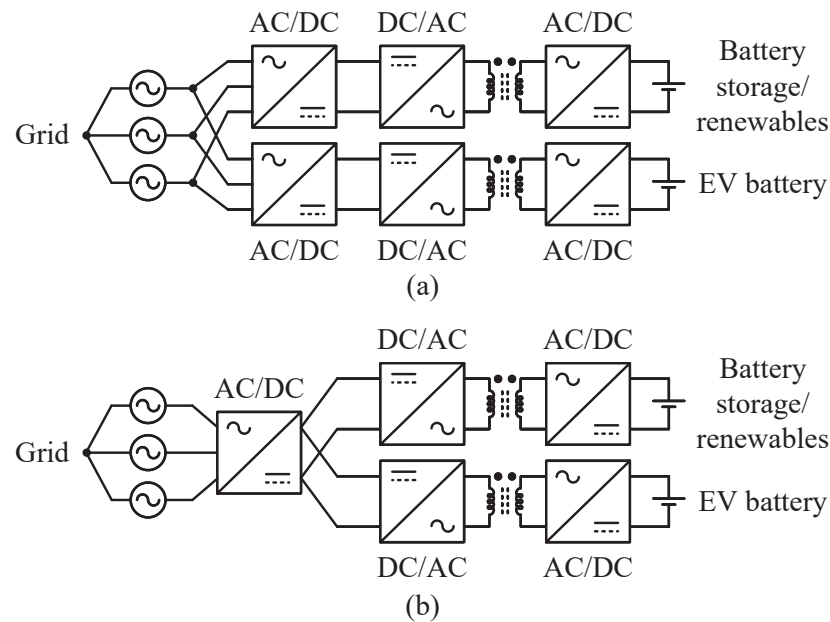 AC/DC DC/AC AC/DC
Battery
storage/
renewables
Grid
EV battery
AC/DC DC/AC AC/DC
(a)
DC/AC AC/DC
Battery
storage/
renewables
AC/DC
Grid
EV battery
DC/AC AC/DC
(b)